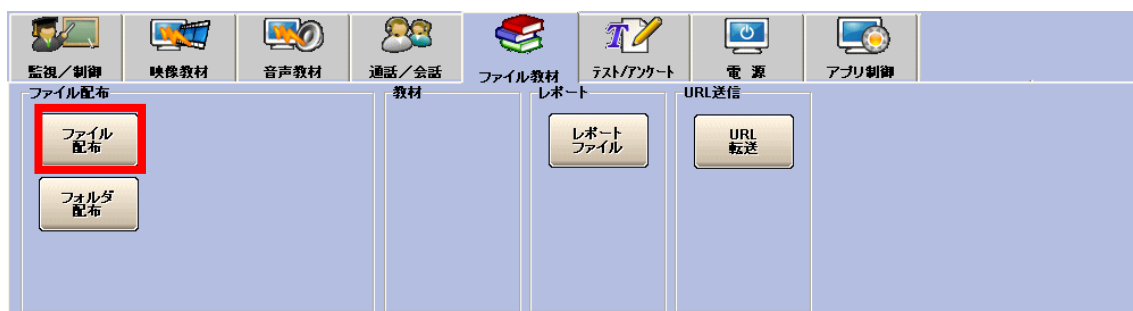 監視／制御
映像教材
音声教材
通話／会話
ファイル教材
テスト/アンケート
電 源
アプリ制御
ファイル配布
教材
レポート
URL送信
ファイル
配布
レポート
ファイル
URL
転送
フォルダ
配布